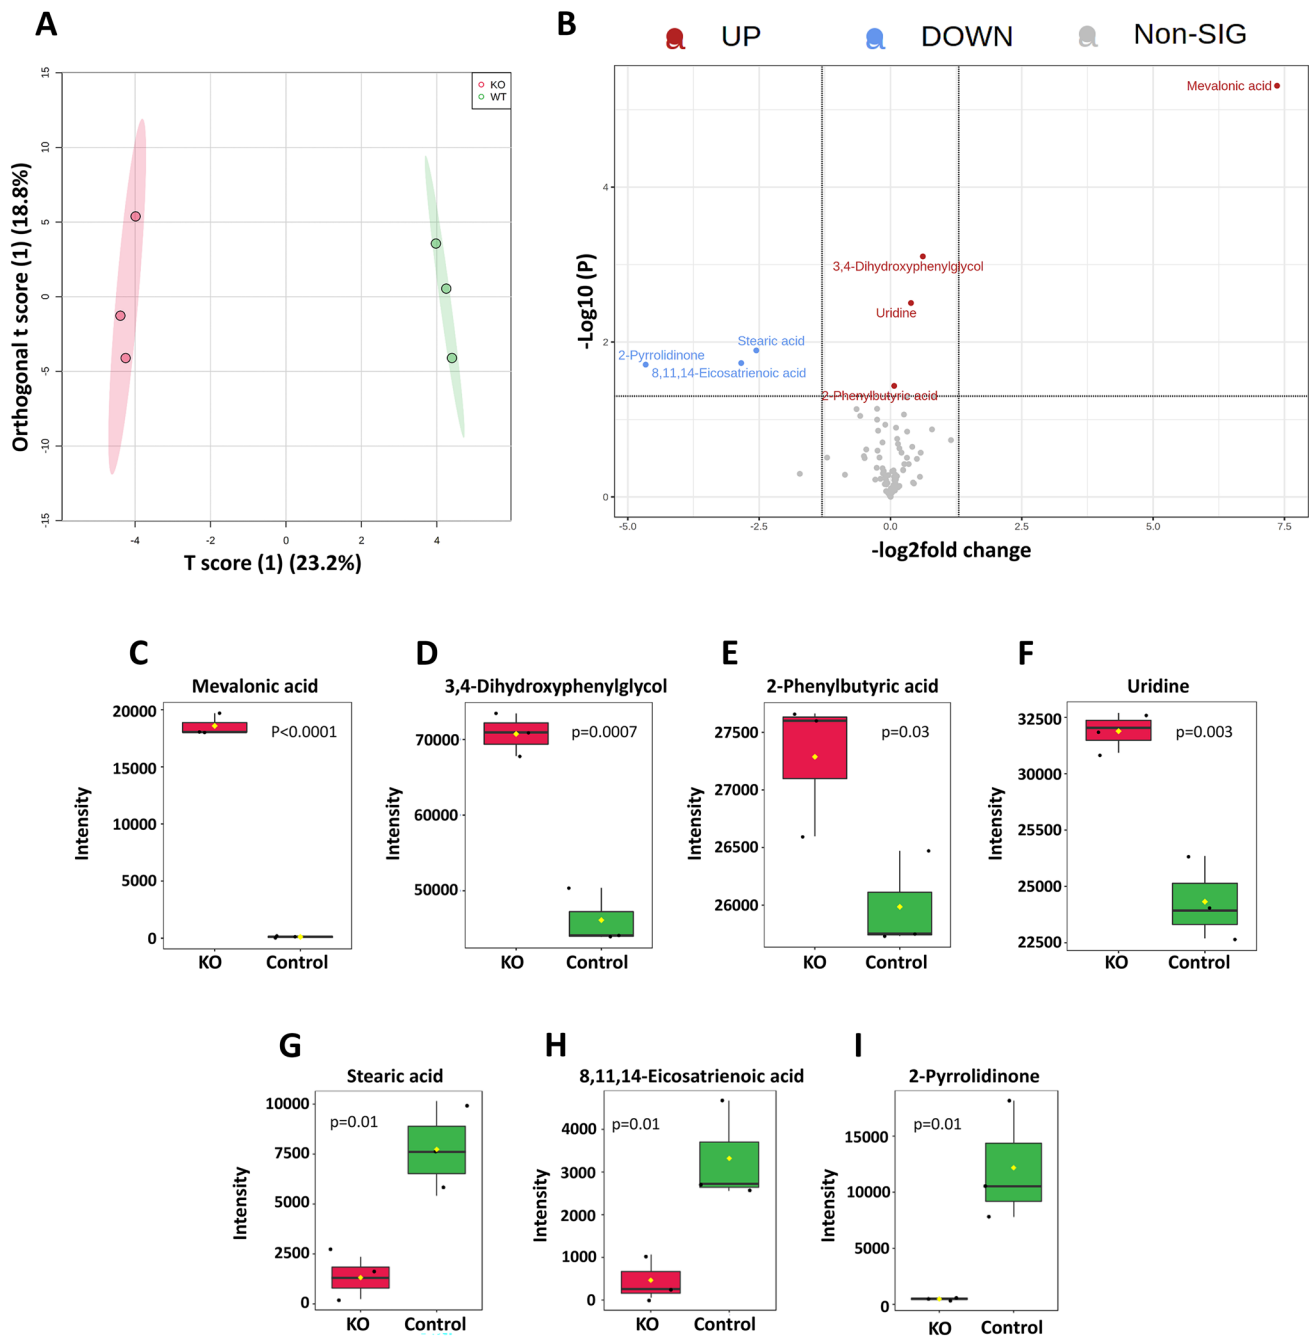 A
B
UP
DOWN
Non-SIG
KO
WT
15
10
5
0
-5
-10
-15
-4
-2
0
2
4
Orthogonal t score (1) (18.8%)
T score (1) (23.2%)
Mevalonic acid
3,4-Dihydroxyphenylglycol
Uridine
Stearic acid
2-Pyrrolidinone
8,11,14-Eicosatrienoic acid
2-Phenylbutyric acid
4
2
0
-5.0
-2.5
0.0
2.5
5.0
7.5
-Log10 (P)
-log2fold change
C
Mevalonic acid
P<0.0001
20000
15000
10000
5000
0
Intensity
KO
Control
D
3,4-Dihydroxyphenylglycol
p=0.0007
70000
60000
50000
Intensity
KO
Control
E
2-Phenylbutyric acid
p=0.03
27500
27000
26500
26000
Intensity
KO
Control
F
Uridine
p=0.003
32500
30000
25500
25000
22500
Intensity
KO
Control
G
Stearic acid
p=0.01
10000
7500
5000
2500
0
Intensity
KO
Control
H
8,11,14-Eicosatrienoic acid
p=0.01
4000
3000
2000
1000
0
Intensity
KO
Control
I
2-Pyrrolidinone
p=0.01
15000
10000
5000
0
Intensity
KO
Control